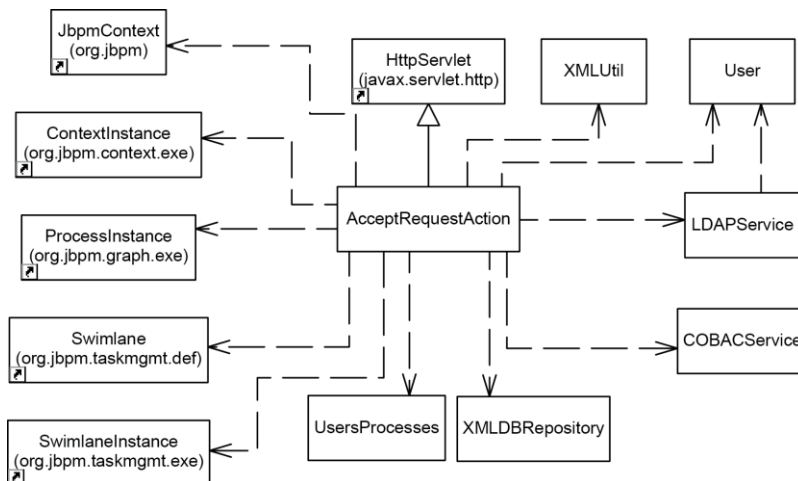 JbpmContext
(org.jbpm)
HttpServlet
(javax.servlet.http)
XMLUtil
User
ContextInstance
(org.jbpm.context.exe)
AcceptRequestAction
ProcessInstance
(org.jbpm.graph.exe)
LDAPService
Swimlane
(org.jbpm.taskmgmt.def)
COBACService
SwimlaneInstance
(org.jbpm.taskmgmt.exe)
UsersProcesses
XMLDBRepository